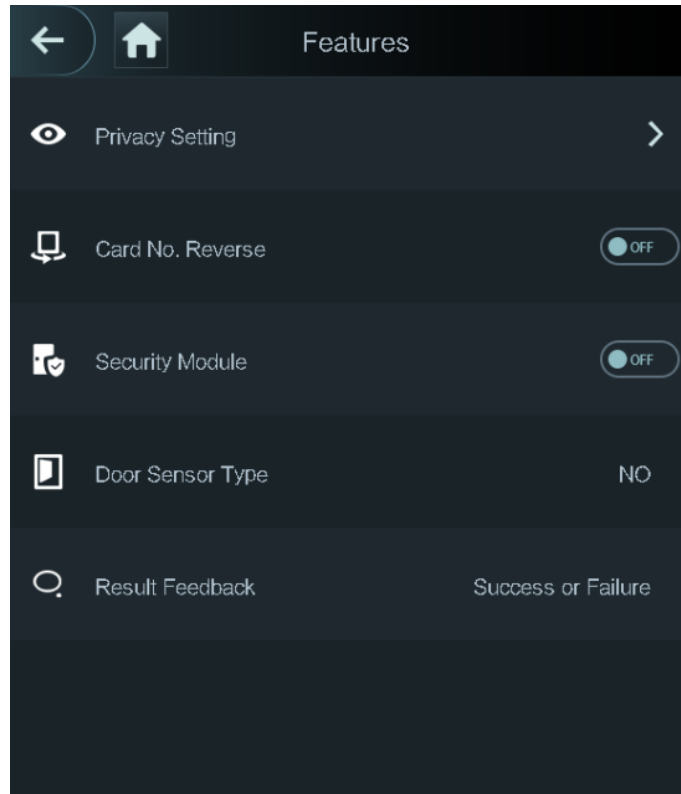 Features
Privacy Setting
Card No. Reverse OFF
Security Module OFF
Door Sensor Type NO
Result Feedback Success or Failure